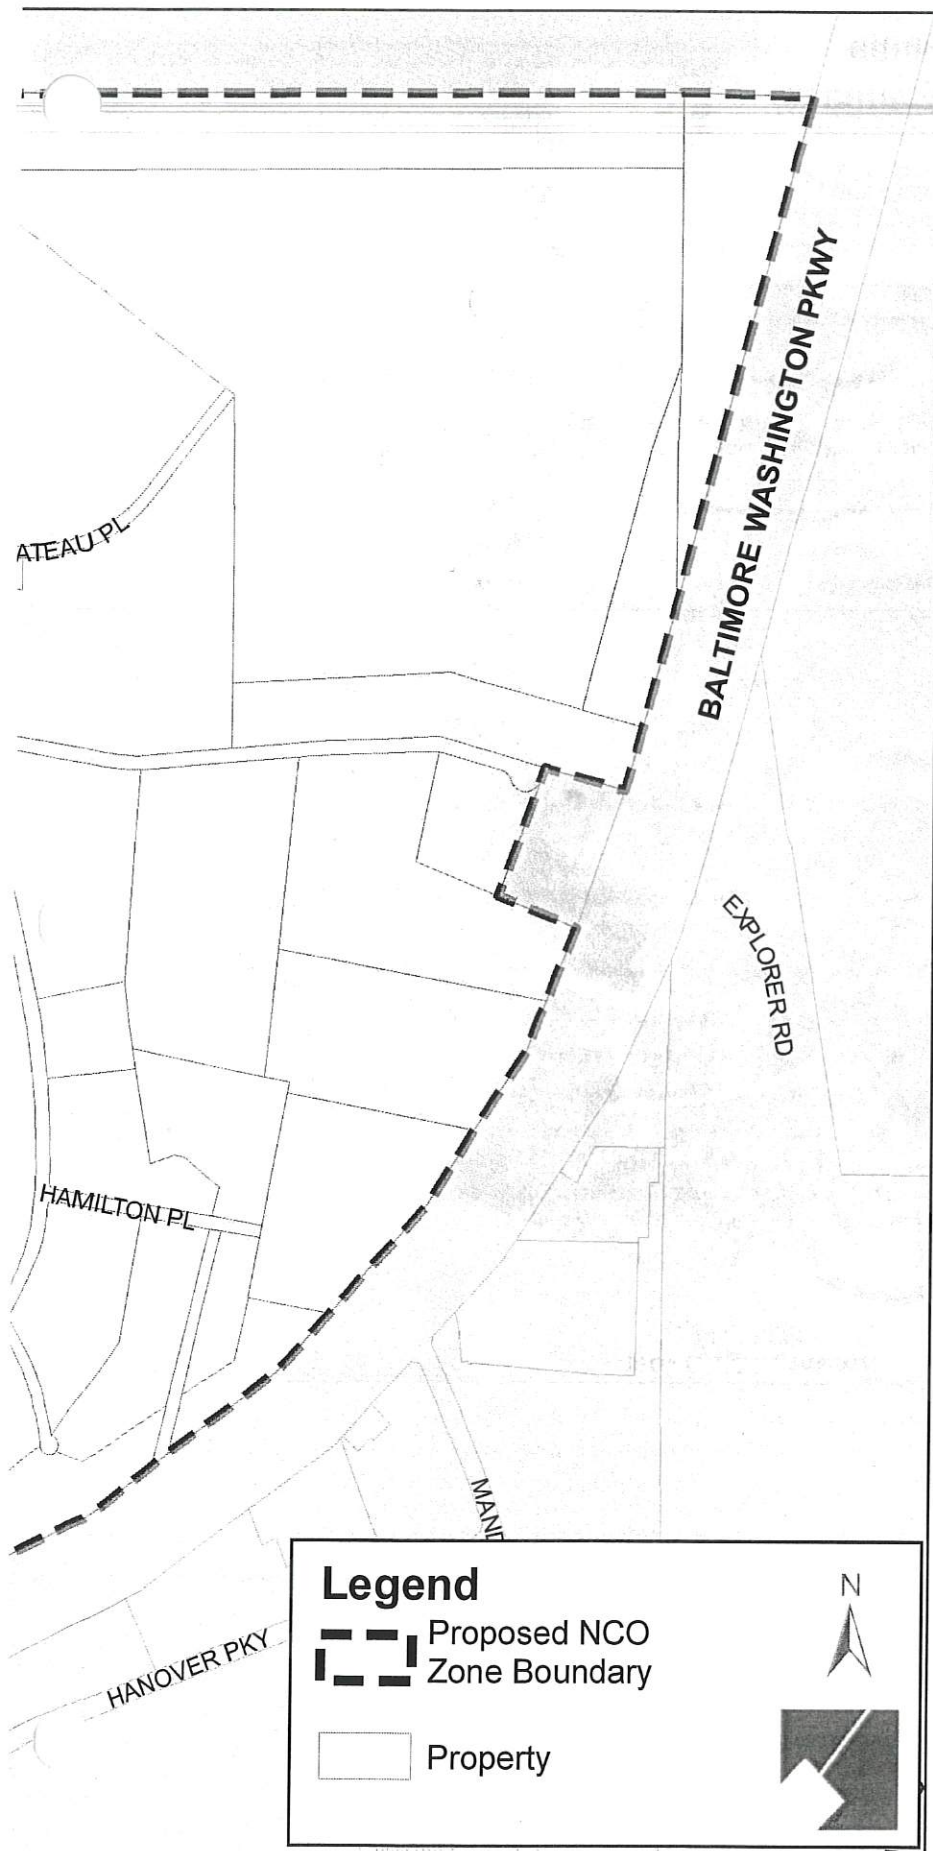 BALTIMORE WASHINGTON PKWY
ATEAU PL
EXPLORER RD
HAMILTON PL
MAND
HANOVER PKY
Legend
Proposed NCO
Zone Boundary
Property
N